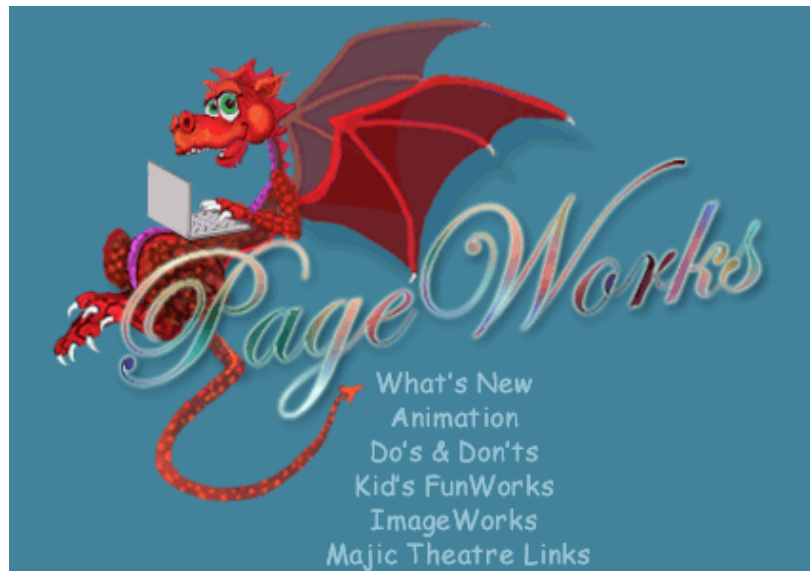 PageWorks
What's New
Animation
Do's & Don'ts
Kid's FunWorks
ImageWorks
Majic Theatre Links